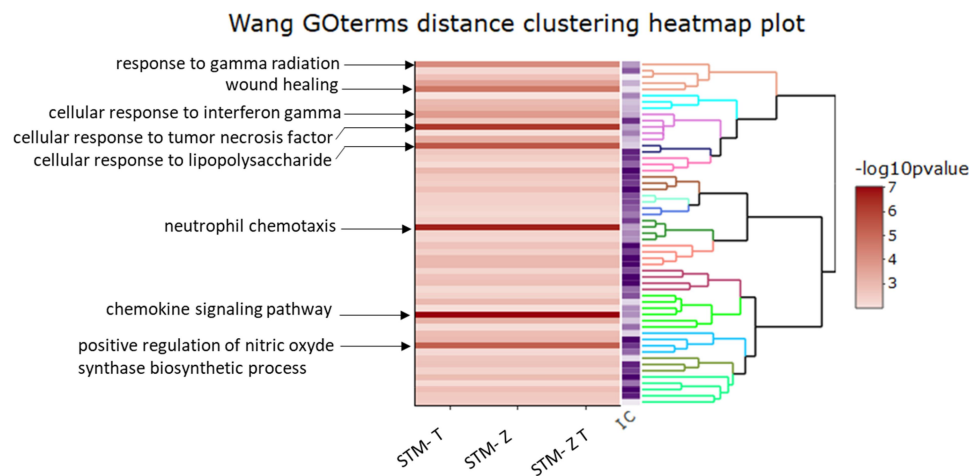 Wang GOterms distance clustering heatmap plot
response to gamma radiation
wound healing
cellular response to interferon gamma
cellular response to tumor necrosis factor
cellular response to lipopolysaccharide
neutrophil chemotaxis
chemokine signaling pathway
positive regulation of nitric oxyde
synthase biosynthetic process
-log10pvalue
7
6
5
4
3
STM- T
STM- Z
STM- Z T
IC